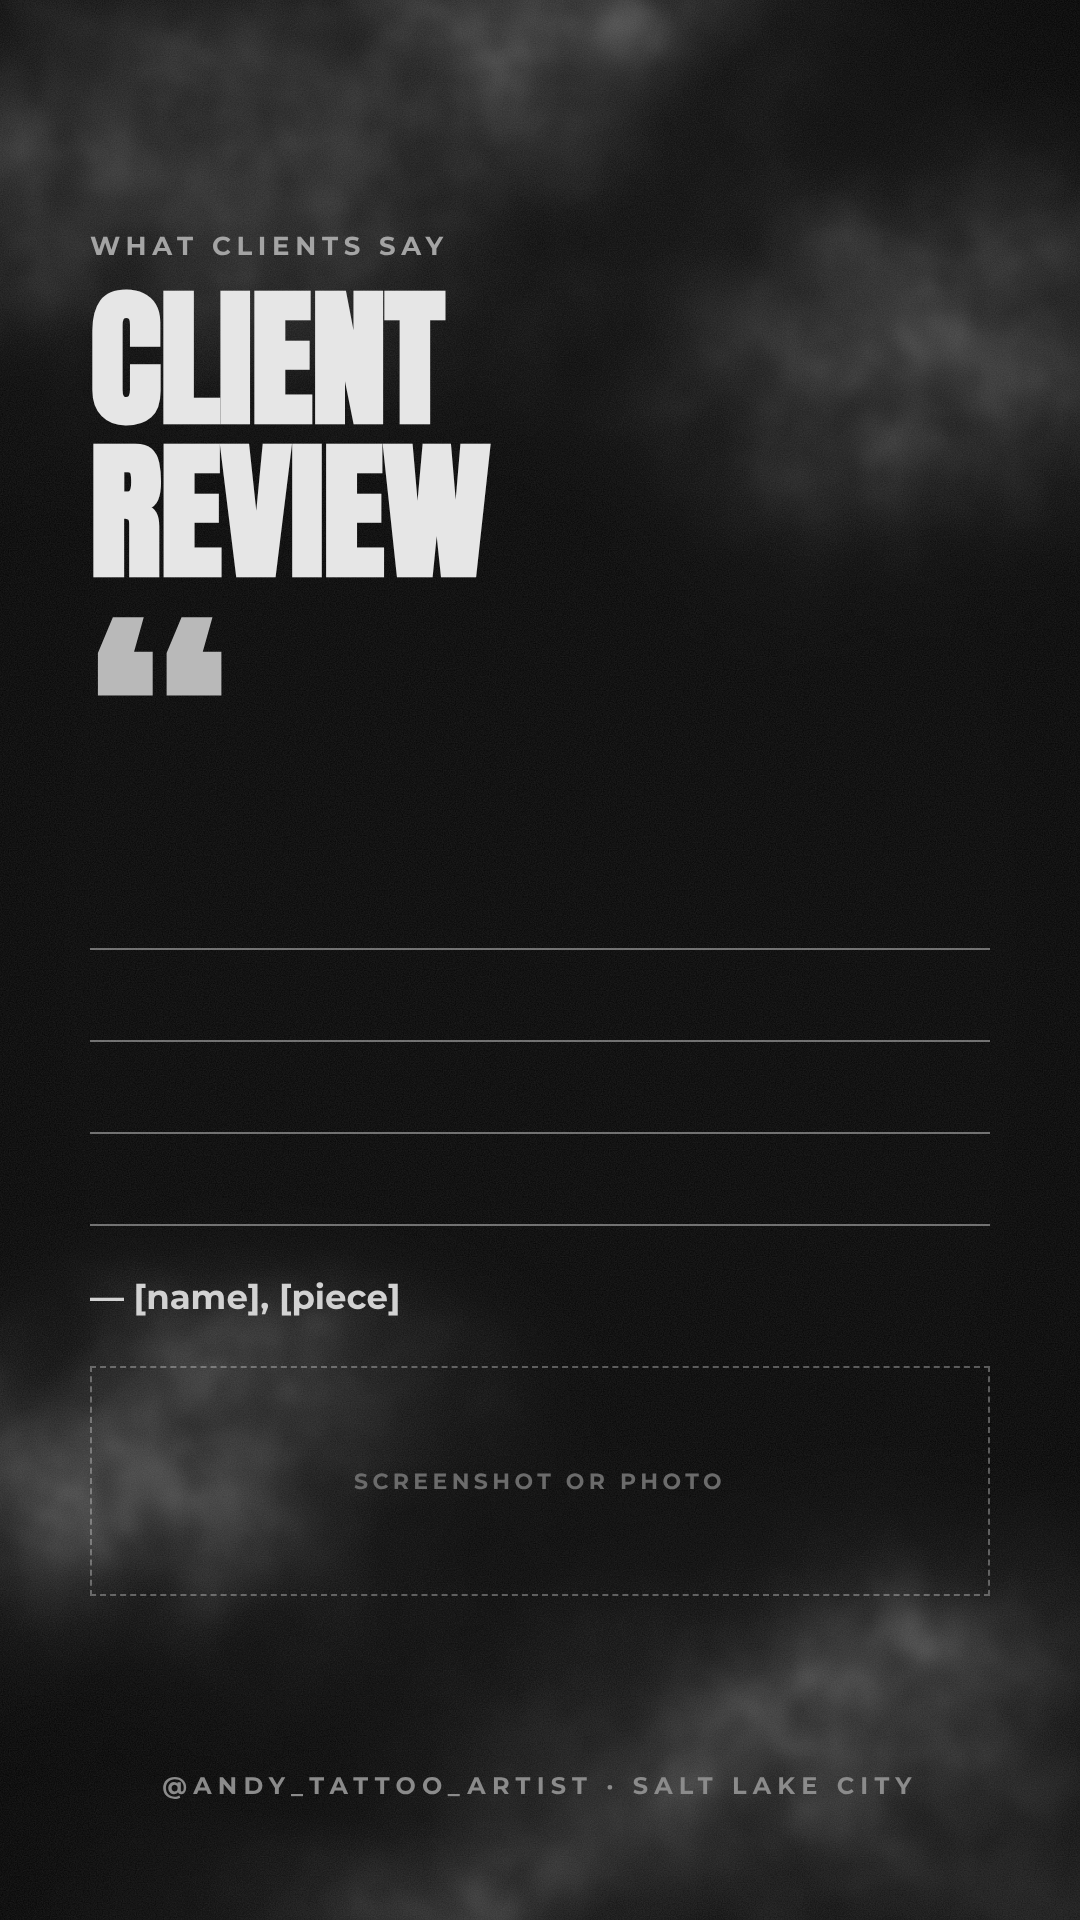 WHAT CLIENTS SAY
CLIENT
REVIEW
“
— [name], [piece]
SCREENSHOT OR PHOTO
@ANDY_TATTOO_ARTIST · SALT LAKE CITY